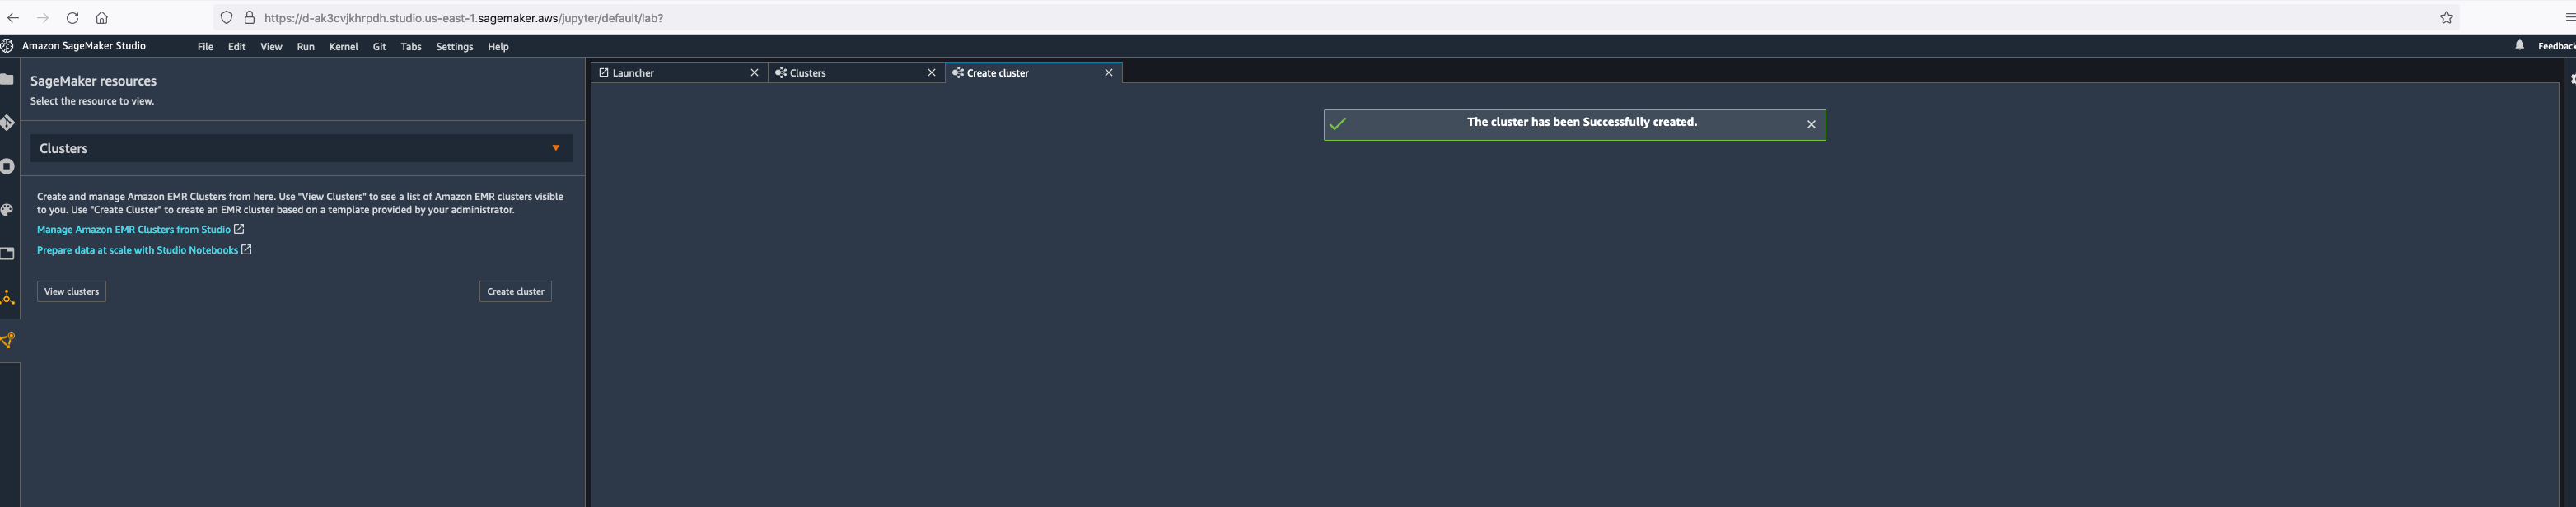 https://d-ak3cvjkhrpdh.studio.us-east-1.sagemaker.aws/jupyter/default/lab?
Amazon SageMaker Studio File Edit View Run Kernel Git Tabs Settings Help Feedback
SageMaker resources
Select the resource to view.
Clusters
Create and manage Amazon EMR Clusters from here. Use "View Clusters" to see a list of Amazon EMR clusters visible
to you. Use "Create Cluster" to create an EMR cluster based on a template provided by your administrator.
Manage Amazon EMR Clusters from Studio
Prepare data at scale with Studio Notebooks
View clusters Create cluster
Launcher Clusters Create cluster
The cluster has been Successfully created.